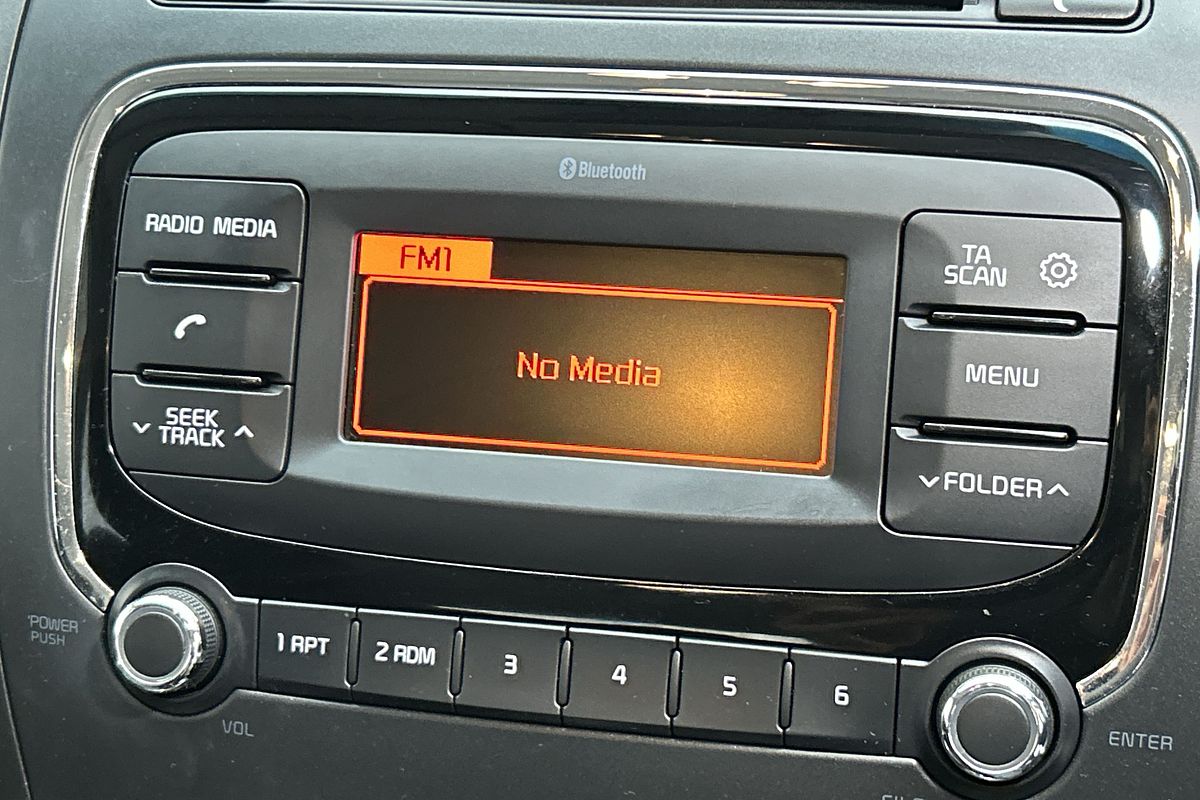 Bluetooth
RADIO MEDIA
SEEK
TRACK
FM1
No Media
TA
SCAN
MENU
FOLDER
POWER
PUSH
VOL
1 RPT
2 RDM
3
4
5
6
ENTER